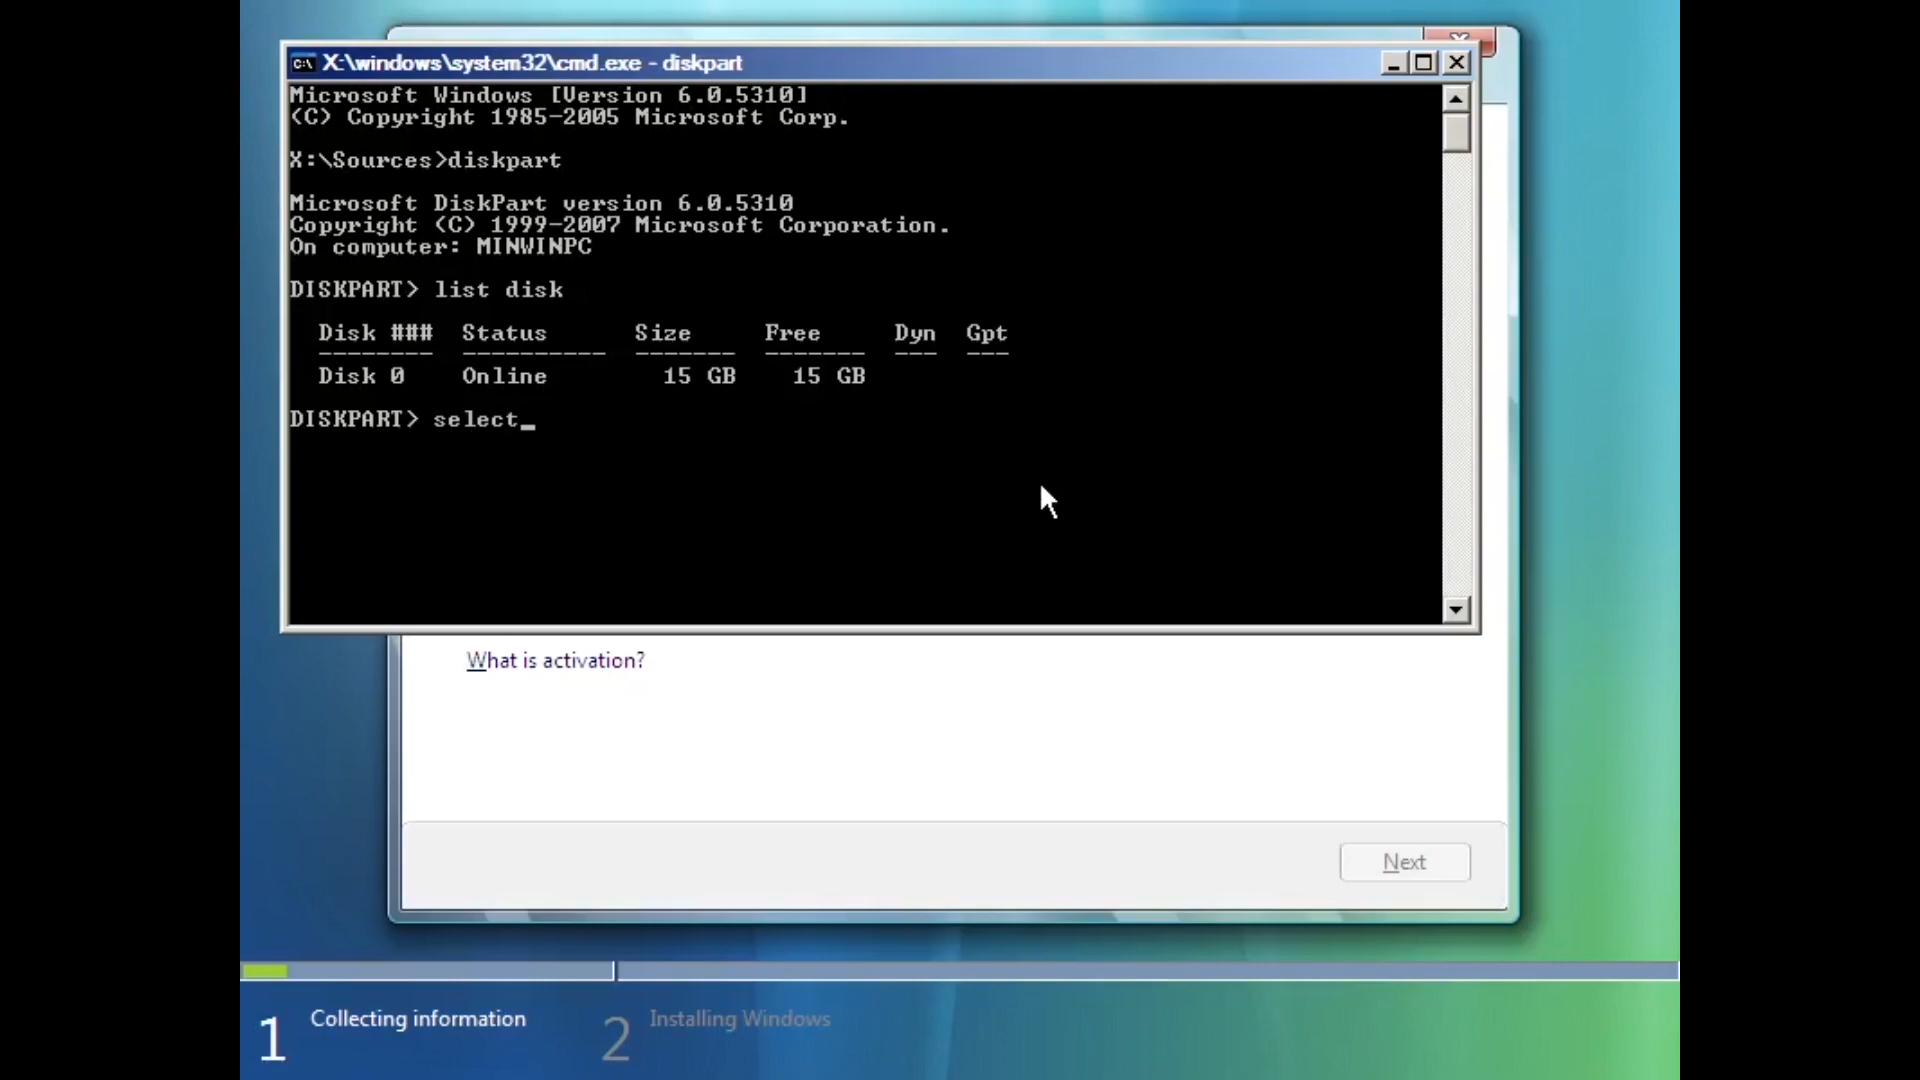 X:\windows\system32\cmd.exe - diskpart
Microsoft Windows [Version 6.0.5310]
(C) Copyright 1985-2005 Microsoft Corp.
X:\Sources>diskpart
Microsoft DiskPart version 6.0.5310
Copyright (C) 1999-2007 Microsoft Corporation.
On computer: MINWINPC
DISKPART> list disk
Disk ###  Status      Size     Free     Dyn  Gpt
--------  ----------  -------  -------  ---  ---
Disk 0    Online        15 GB    15 GB
DISKPART> select_
What is activation?
Next
1 Collecting information
2 Installing Windows